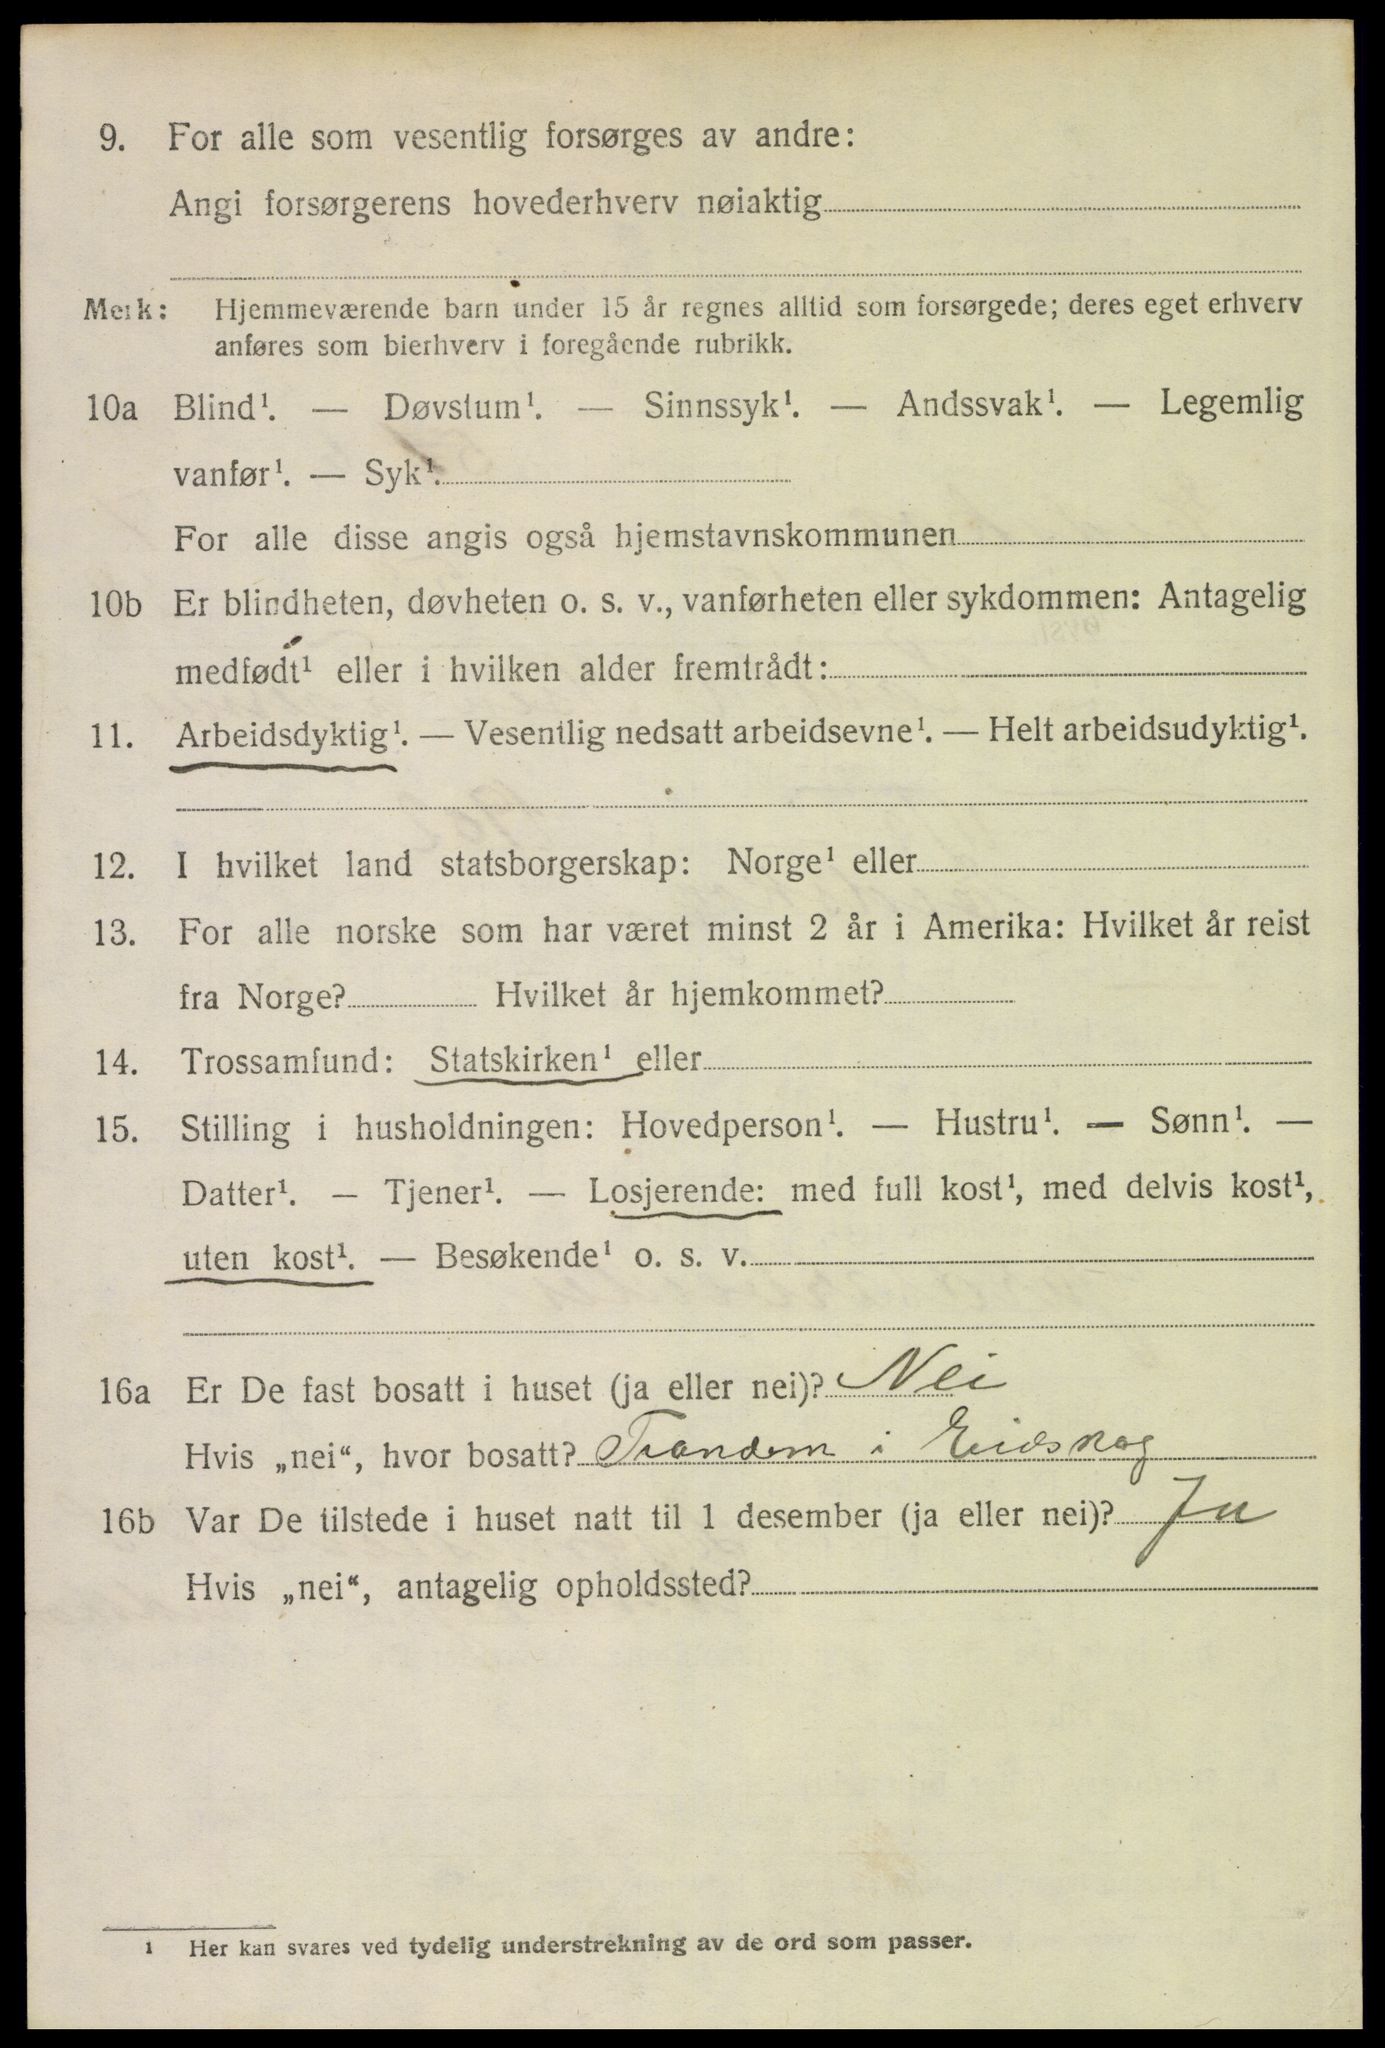 9. For alle som vesentlig forsørges av andre:
Angi forsørgerens hovederhverv nøiaktig
Merk: Hjemmeværende barn under 15 år regnes alltid som forsørgede; deres eget erhverv
anføres som bierhverv i foregående rubrikk.
10a Blind¹. — Døvstum¹. — Sinnssyk¹. — Andssvak¹. — Legemlig
vanfør¹. — Syk¹.
For alle disse angis også hjemstavnskommunen
10b Er blindheten, døvheten o. s. v., vanførheten eller sykdommen: Antagelig
medfødt¹ eller i hvilken alder fremtrådt:
11. Arbeidsdyktig¹. — Vesentlig nedsatt arbeidsevne¹. — Helt arbeidsudyktig¹.
12. I hvilket land statsborgerskap: Norge¹ eller
13. For alle norske som har været minst 2 år i Amerika: Hvilket år reist
fra Norge? Hvilket år hjemkommet?
14. Trossamfund: Statskirken¹ eller
15. Stilling i husholdningen: Hovedperson¹. — Hustru¹. — Sønn¹. —
Datter¹. — Tjener¹. — Losjerende: med full kost¹, med delvis kost¹,
uten kost¹. — Besøkende¹ o. s. v.
16a Er De fast bosatt i huset (ja eller nei)? Nei
Hvis „nei“, hvor bosatt? Trandem i Eidskog
16b Var De tilstede i huset natt til 1 desember (ja eller nei)? Ja
Hvis „nei“, antagelig opholdssted?
1 Her kan svares ved tydelig understrekning av de ord som passer.